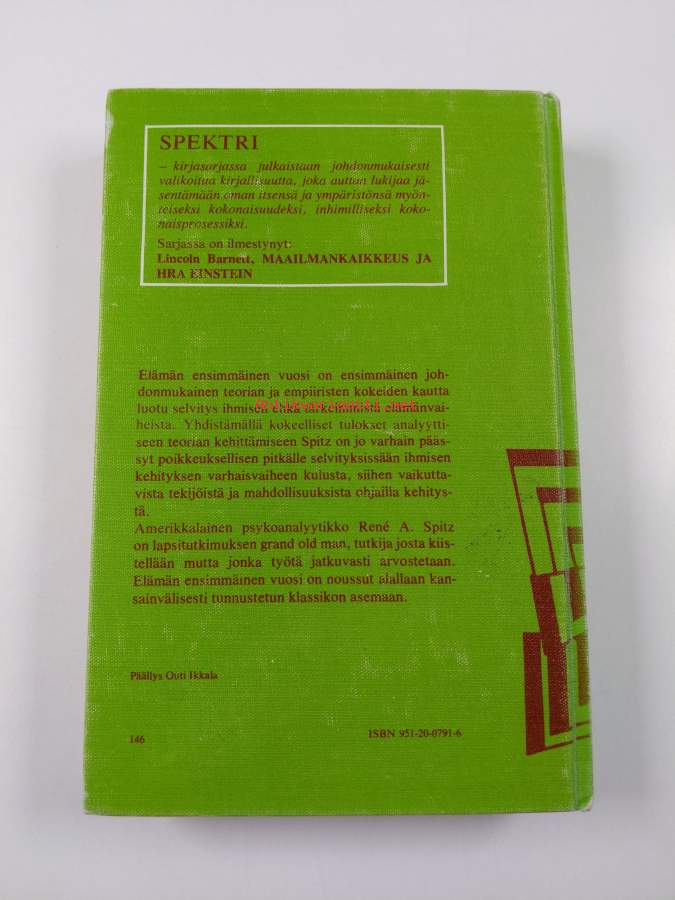 SPEKTRI
– kirjasarjassa julkaistaan johdonmukaisesti
valikoitua kirjallisuutta, joka auttaa lukijaa jä-
sentämään oman itsensä ja ympäristönsä myön-
teiseksi kokonaisuudeksi, inhimilliseksi koko-
naisprosessiksi.
Sarjassa on ilmestynyt:
Lincoln Barnett, MAAILMANKAIKKEUS JA
HRA EINSTEIN
Elämän ensimmäinen vuosi on ensimmäinen joh-
donmukainen teorian ja empiiristen kokeiden kautta
luotu selvitys ihmisen ehkä tärkeimmistä elämänvai-
heista. Yhdistämällä kokeelliset tulokset analyytti-
seen teorian kehittämiseen Spitz on jo varhain pääs-
syt poikkeuksellisen pitkälle selvityksissään ihmisen
kehityksen varhaisvaiheen kulusta, siihen vaikutta-
vista tekijöistä ja mahdollisuuksista ohjailla kehitys-
tä.
Amerikkalainen psykoanalyytikko René A. Spitz
on lapsitutkimuksen grand old man, tutkija josta kiis-
tellään mutta jonka työtä jatkuvasti arvostetaan.
Elämän ensimmäinen vuosi on noussut alallaan kan-
sainvälisesti tunnustetun klassikon asemaan.
Päällys Outi Ikkala
146
ISBN 951-20-0791-6